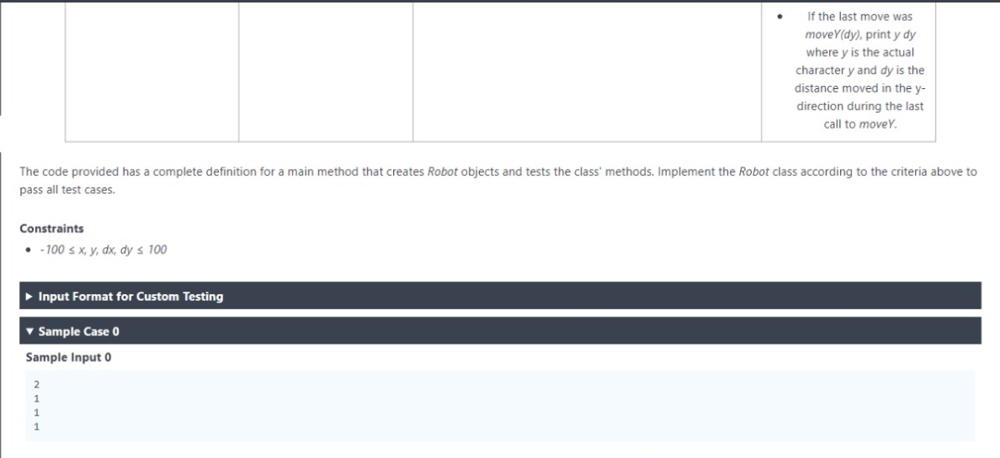 • If the last move was
moveY(dy), print y dy
where y is the actual
character y and dy is the
distance moved in the y-
direction during the last
call to moveY.
The code provided has a complete definition for a main method that creates Robot objects and tests the class' methods. Implement the Robot class according to the criteria above to
pass all test cases.
Constraints
• -100 ≤ x, y, dx, dy ≤ 100
▶ Input Format for Custom Testing
▼ Sample Case 0
Sample Input 0
2
1
1
1